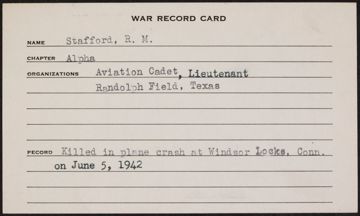 WAR RECORD CARD
NAME Stafford, R. M.
CHAPTER Alpha
ORGANIZATIONS Aviation Cadet, Lieutenant
Randolph Field, Texas
RECORD Killed in plane crash at Windsor Locks, Conn.
on June 5, 1942